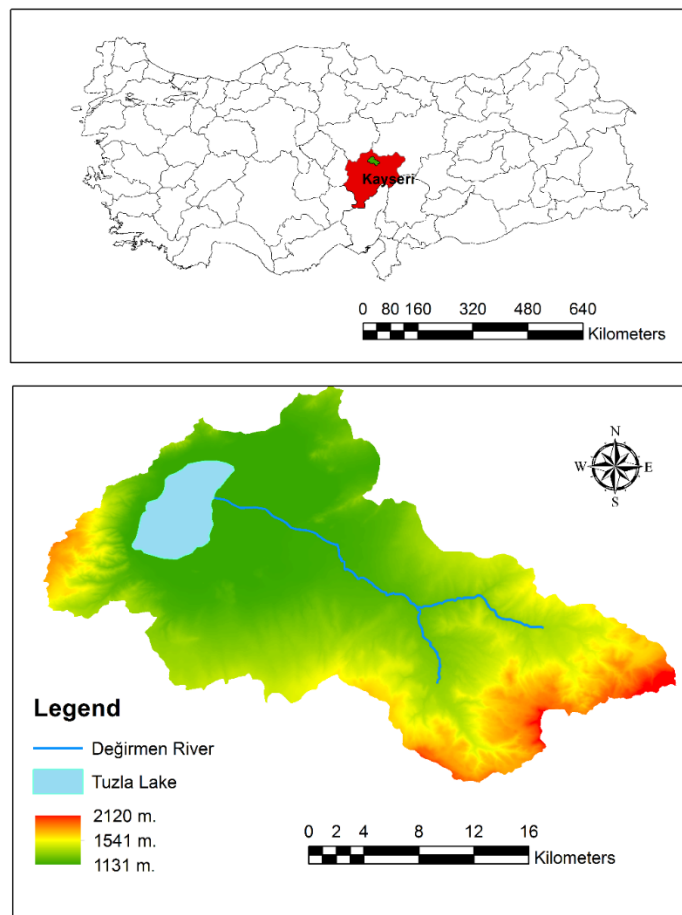 Kayseri
0 80 160 320 480 640
Kilometers
N
W E
S
Legend
Değirmen River
Tuzla Lake
2120 m.
1541 m.
1131 m.
0 2 4 8 12 16
Kilometers